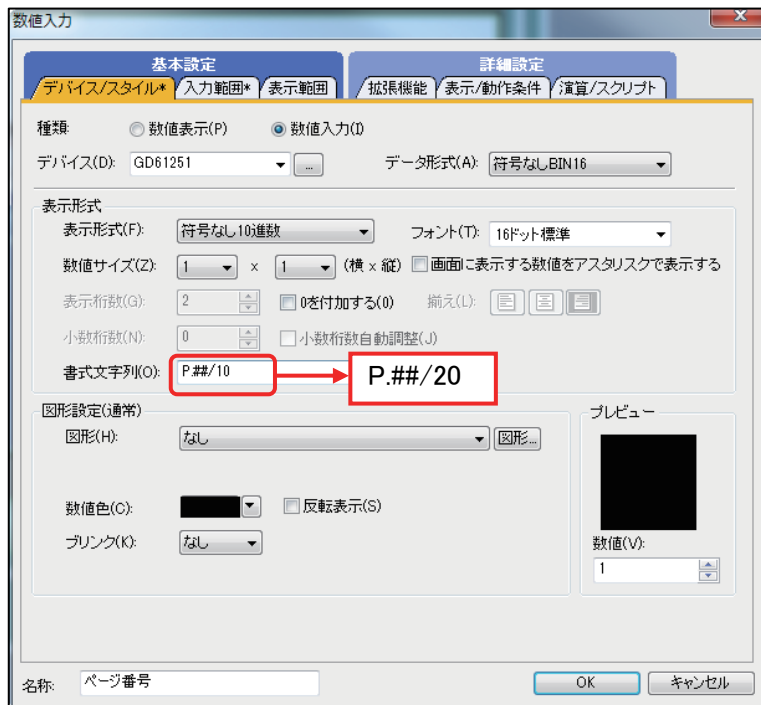 数値入力
基本設定 詳細設定
デバイス/スタイル* 入力範囲* 表示範囲 拡張機能 表示/動作条件 演算/スクリプト
種類: 数値表示(P) 数値入力(I)
デバイス(D): GD61251 ... データ形式(A): 符号なしBIN16
表示形式
表示形式(F): 符号なし10進数 フォント(T): 16ドット標準
数値サイズ(Z): 1 x 1 (横 x 縦) 画面に表示する数値をアスタリスクで表示する
表示桁数(G): 2 0を付加する(0) 揃え(L):
小数桁数(N): 0 小数桁数自動調整(J)
書式文字列(O): P.##/10 P.##/20
図形設定(通常) プレビュー
図形(H): なし 図形...
数値色(C): 反転表示(S)
ブリンク(K): なし 数値(V):
1
名称: ページ番号 OK キャンセル